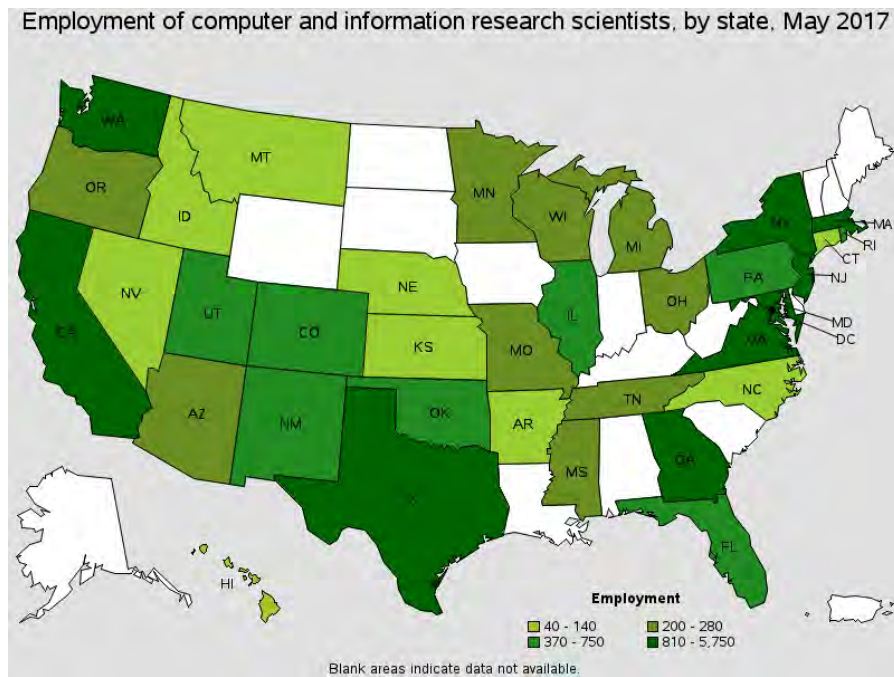 Employment of computer and information research scientists, by state, May 2017
WA
MT
OR
ID
MN
WI
MI
NY
MA
RI
CT
NV
UT
CO
NE
KS
IL
OH
PA
NJ
MD
DC
CA
MO
VA
AZ
NM
OK
AR
TN
NC
MS
GA
FL
HI
Employment
40 - 140
200 - 280
370 - 750
810 - 5,750
Blank areas indicate data not available.